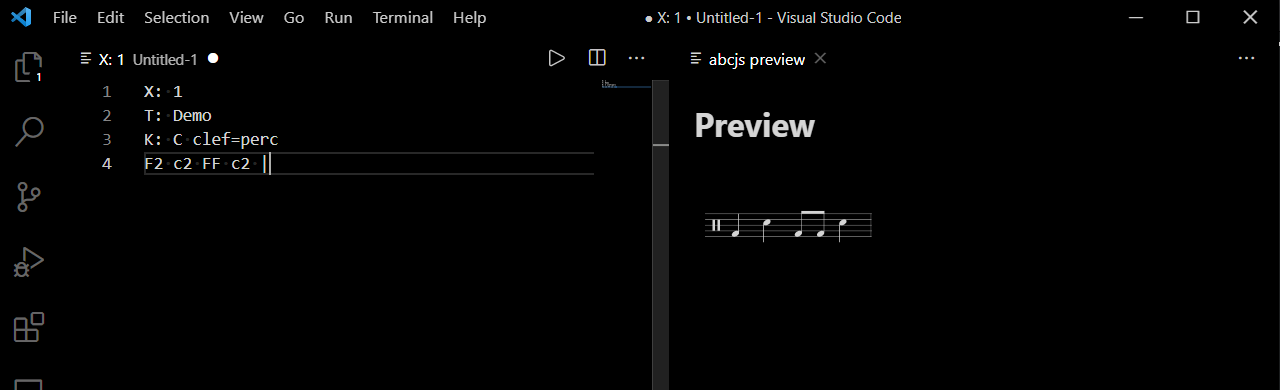 File Edit Selection View Go Run Terminal Help ● X: 1 • Untitled-1 - Visual Studio Code
X: 1 Untitled-1 ●
abcjs preview
1
1 X: 1
2 T: Demo
3 K: C clef=perc
4 F2 c2 FF c2 |
Preview